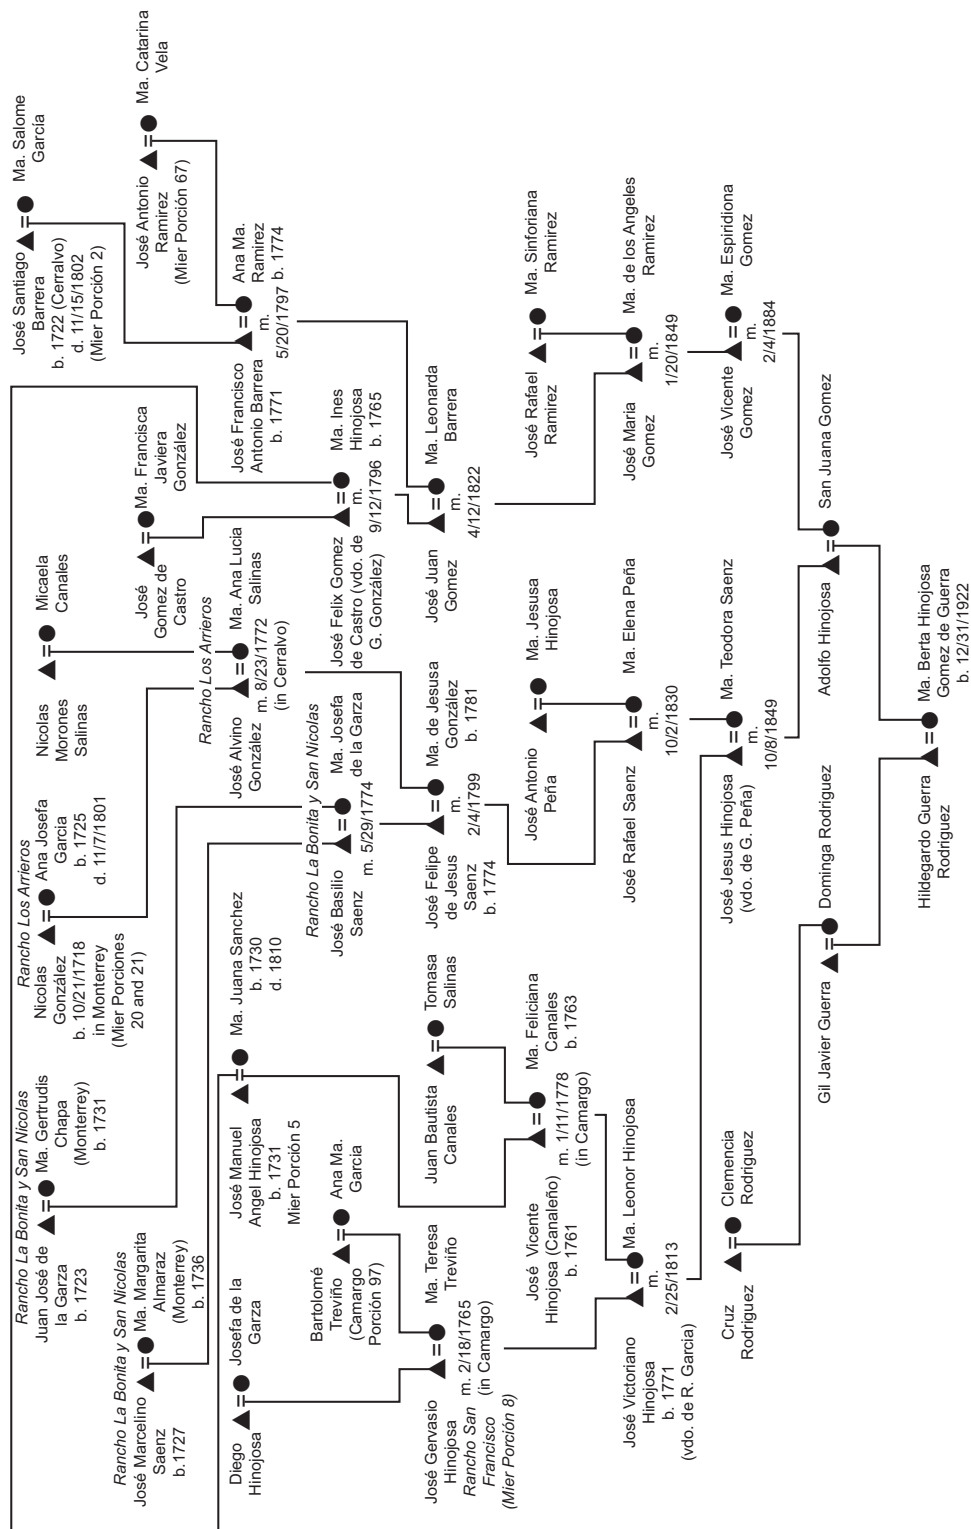 José Santiago
Barrera
b. 1722 (Cerralvo)
d. 11/15/1802
(Mier Porción 2)
Ma. Salome
García
José Antonio
Ramirez
(Mier Porción 67)
Ma. Catarina
Vela
José Francisco
Antonio Barrera
b. 1771
Ana Ma.
Ramirez
b. 1774
m.
5/20/1797
José
Gomez de
Castro
Ma. Francisca
Javiera
González
José Felix Gomez
de Castro (vdo. de
G. González)
Ma. Ines
Hinojosa
b. 1765
m.
9/12/1796
José Juan
Gomez
Ma. Leonarda
Barrera
m.
4/12/1822
José Rafael
Ramirez
Ma. Sinforiana
Ramirez
José Maria
Gomez
Ma. de los Angeles
Ramirez
m.
1/20/1849
José Vicente
Gomez
Ma. Espiridiona
Gomez
m.
2/4/1884
Nicolas
Morones
Salinas
Micaela
Canales
Rancho Los Arrieros
Nicolas
González
b. 10/21/1718
in Monterrey
(Mier Porciones
20 and 21)
Ana Josefa
Garcia
b. 1725
d. 11/7/1801
Rancho Los Arrieros
José Alvino
González
Ma. Ana Lucia
Salinas
m. 8/23/1772
(in Cerralvo)
Rancho La Bonita y San Nicolas
Juan José de
la Garza
b. 1723
Ma. Gertrudis
Chapa
(Monterrey)
b. 1731
Rancho La Bonita y San Nicolas
José Marcelino
Saenz
b.1727
Ma. Margarita
Almaraz
(Monterrey)
b. 1736
Rancho La Bonita y San Nicolas
José Basilio
Saenz
Ma. Josefa
de la Garza
m. 5/29/1774
José Felipe
de Jesus
Saenz
b. 1774
Ma. de Jesusa
González
b. 1781
m.
2/4/1799
José Antonio
Peña
Ma. Jesusa
Hinojosa
José Rafael Saenz
Ma. Elena Peña
m.
10/2/1830
José Manuel
Angel Hinojosa
b. 1731
Mier Porción 5
Ma. Juana Sanchez
b. 1730
d. 1810
Diego
Hinojosa
Josefa de la
Garza
Bartolomé
Treviño
(Camargo
Porción 97)
Ana Ma.
Garcia
José Gervasio
Hinojosa
Rancho San
Francisco
(Mier Porción 8)
Ma. Teresa
Treviño
m. 2/18/1765
(in Camargo)
Juan Bautista
Canales
Tomasa
Salinas
José Vicente
Hinojosa (Canaleño)
b. 1761
Ma. Feliciana
Canales
b. 1763
m. 1/11/1778
(in Camargo)
José Victoriano
Hinojosa
b. 1771
(vdo. de R. Garcia)
Ma. Leonor Hinojosa
m.
2/25/1813
José Jesus Hinojosa
(vdo. de G. Peña)
Ma. Teodora Saenz
m.
10/8/1849
Cruz
Rodriguez
Clemencia
Rodriguez
Gil Javier Guerra
Dominga Rodriguez
Adolfo Hinojosa
San Juana Gomez
Hildegardo Guerra
Rodriguez
Ma. Berta Hinojosa
Gomez de Guerra
b. 12/31/1922